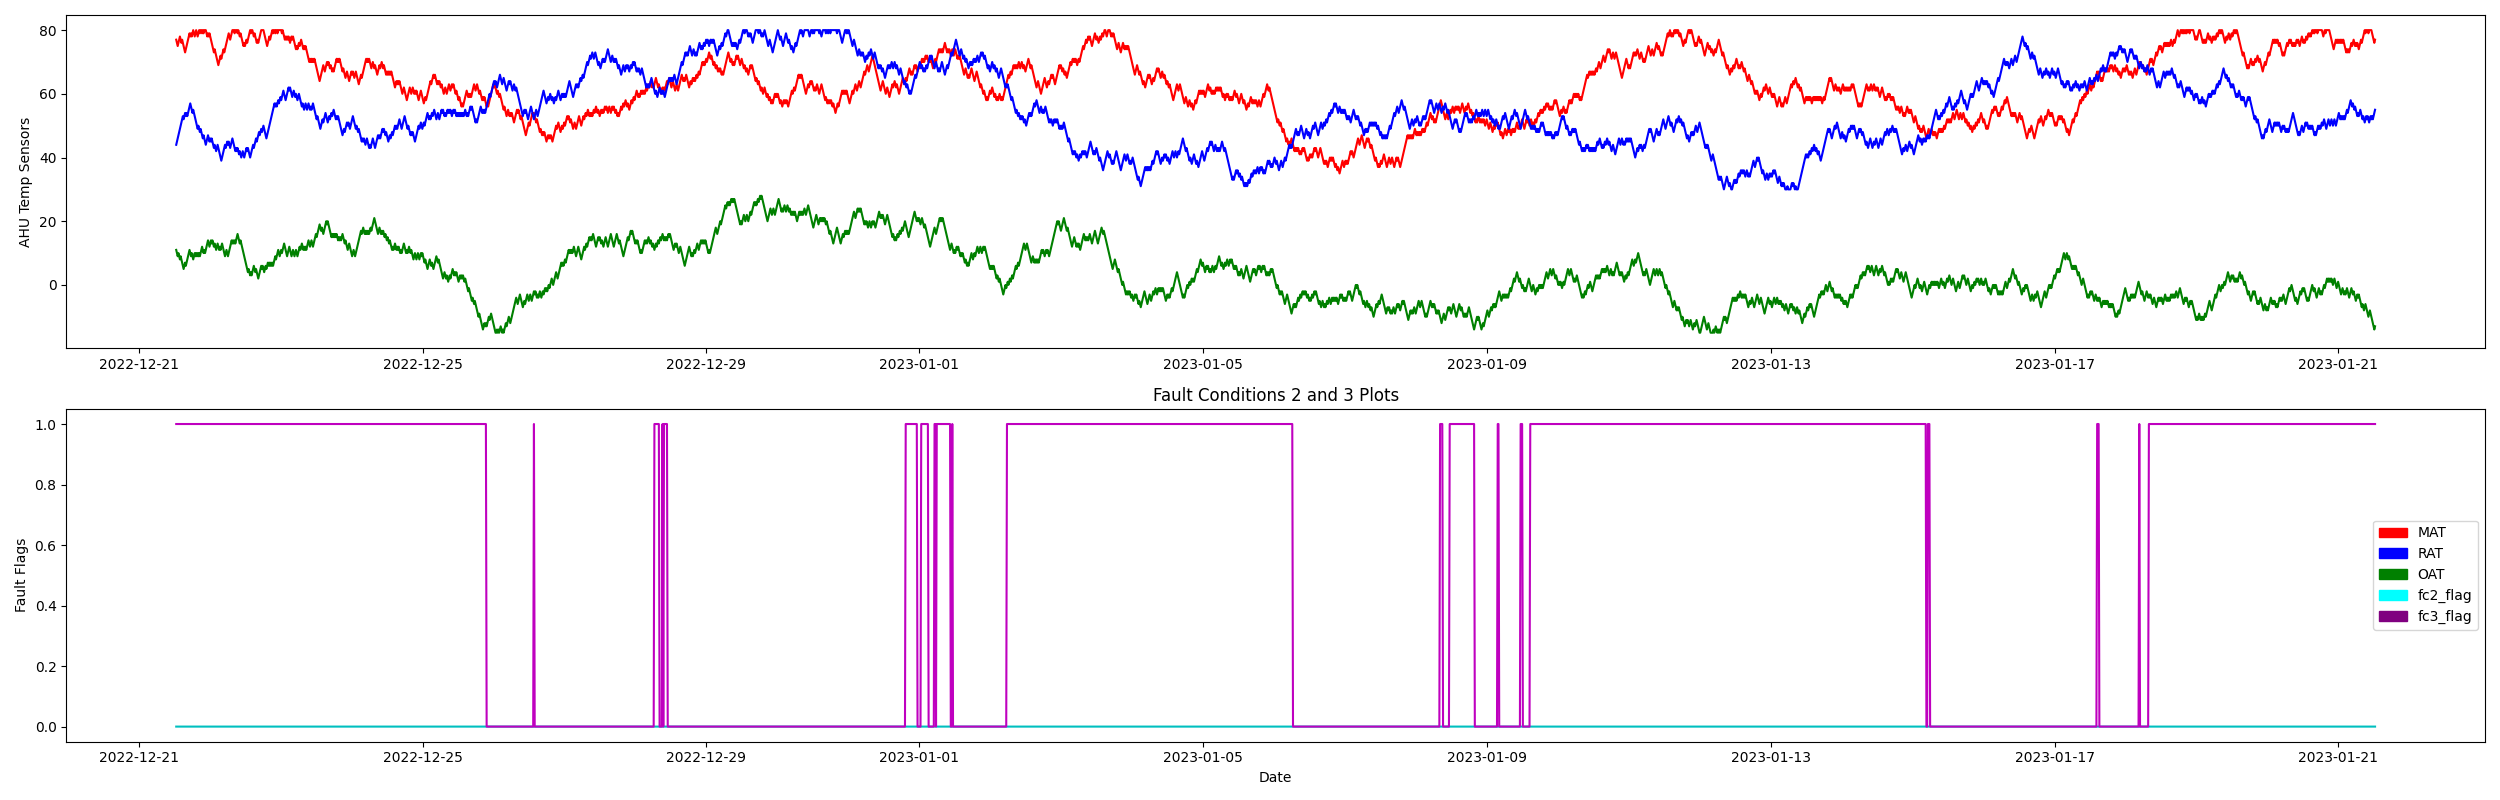 AHU Temp Sensors
80
60
40
20
0
2022-12-21 2022-12-25 2022-12-29 2023-01-01 2023-01-05 2023-01-09 2023-01-13 2023-01-17 2023-01-21
Fault Conditions 2 and 3 Plots
Fault Flags
1.0
0.8
0.6
0.4
0.2
0.0
MAT
RAT
OAT
fc2_flag
fc3_flag
2022-12-21 2022-12-25 2022-12-29 2023-01-01 2023-01-05 2023-01-09 2023-01-13 2023-01-17 2023-01-21
Date